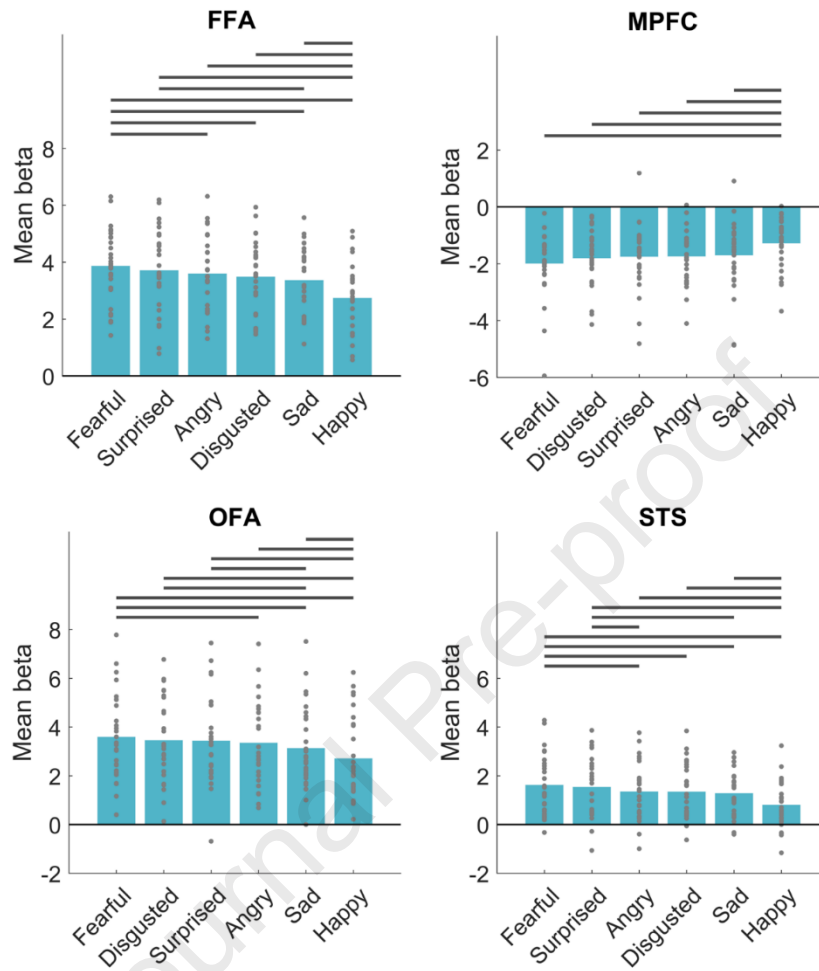 FFA
Mean beta
8
6
4
2
0
Fearful
Surprised
Angry
Disgusted
Sad
Happy
MPFC
Mean beta
2
0
-2
-4
-6
Fearful
Disgusted
Surprised
Angry
Sad
Happy
OFA
Mean beta
8
6
4
2
0
-2
Fearful
Disgusted
Surprised
Angry
Sad
Happy
STS
Mean beta
8
6
4
2
0
-2
Fearful
Surprised
Angry
Disgusted
Sad
Happy
Journal Pre-proof